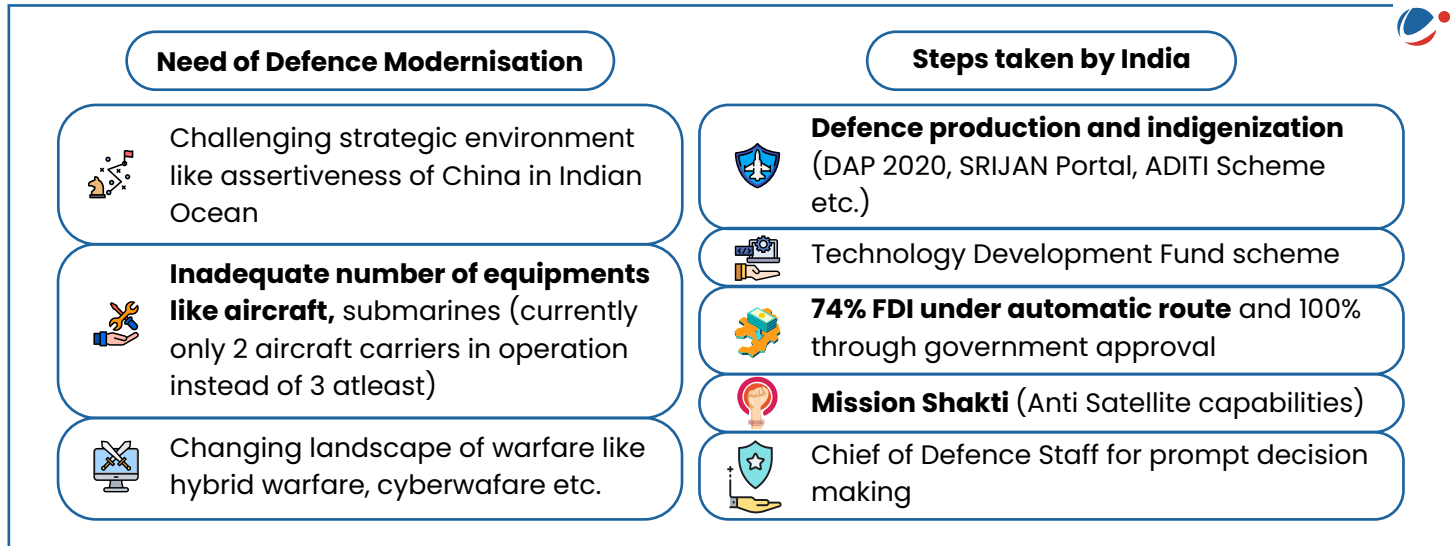 Need of Defence Modernisation
Challenging strategic environment
like assertiveness of China in Indian
Ocean
Inadequate number of equipments
like aircraft, submarines (currently
only 2 aircraft carriers in operation
instead of 3 atleast)
Changing landscape of warfare like
hybrid warfare, cyberwafare etc.
Steps taken by India
Defence production and indigenization
(DAP 2020, SRIJAN Portal, ADITI Scheme
etc.)
Technology Development Fund scheme
74% FDI under automatic route and 100%
through government approval
Mission Shakti (Anti Satellite capabilities)
Chief of Defence Staff for prompt decision
making